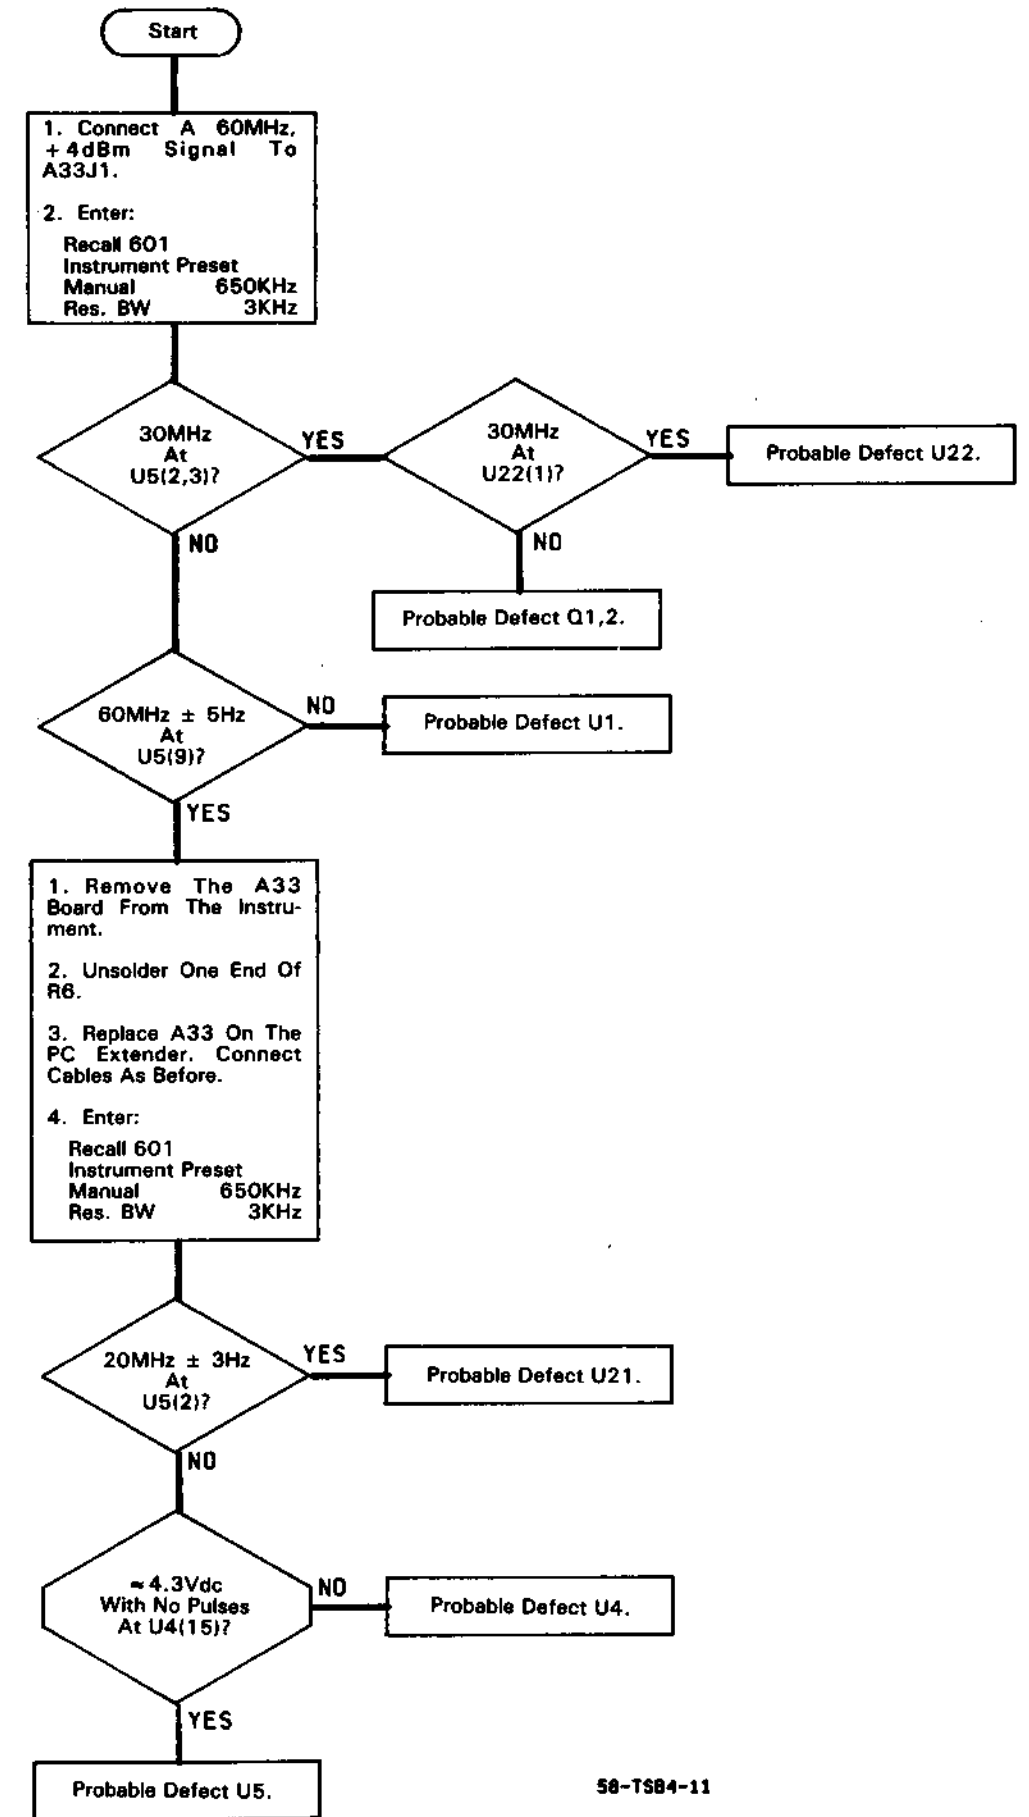 Start
1. Connect A 60MHz,
+4dBm Signal To
A33J1.
2. Enter:
Recall 601
Instrument Preset
Manual 650KHz
Res. BW 3KHz
30MHz
At
U5(2,3)?
YES
30MHz
At
U22(1)?
YES
Probable Defect U22.
NO
NO
Probable Defect Q1,2.
60MHz ± 5Hz
At
U5(9)?
NO
Probable Defect U1.
YES
1. Remove The A33
Board From The Instru-
ment.
2. Unsolder One End Of
R6.
3. Replace A33 On The
PC Extender. Connect
Cables As Before.
4. Enter:
Recall 601
Instrument Preset
Manual 650KHz
Res. BW 3KHz
20MHz ± 3Hz
At
U5(2)?
YES
Probable Defect U21.
NO
≈4.3Vdc
With No Pulses
At U4(15)?
NO
Probable Defect U4.
YES
Probable Defect U5.
58-TSB4-11